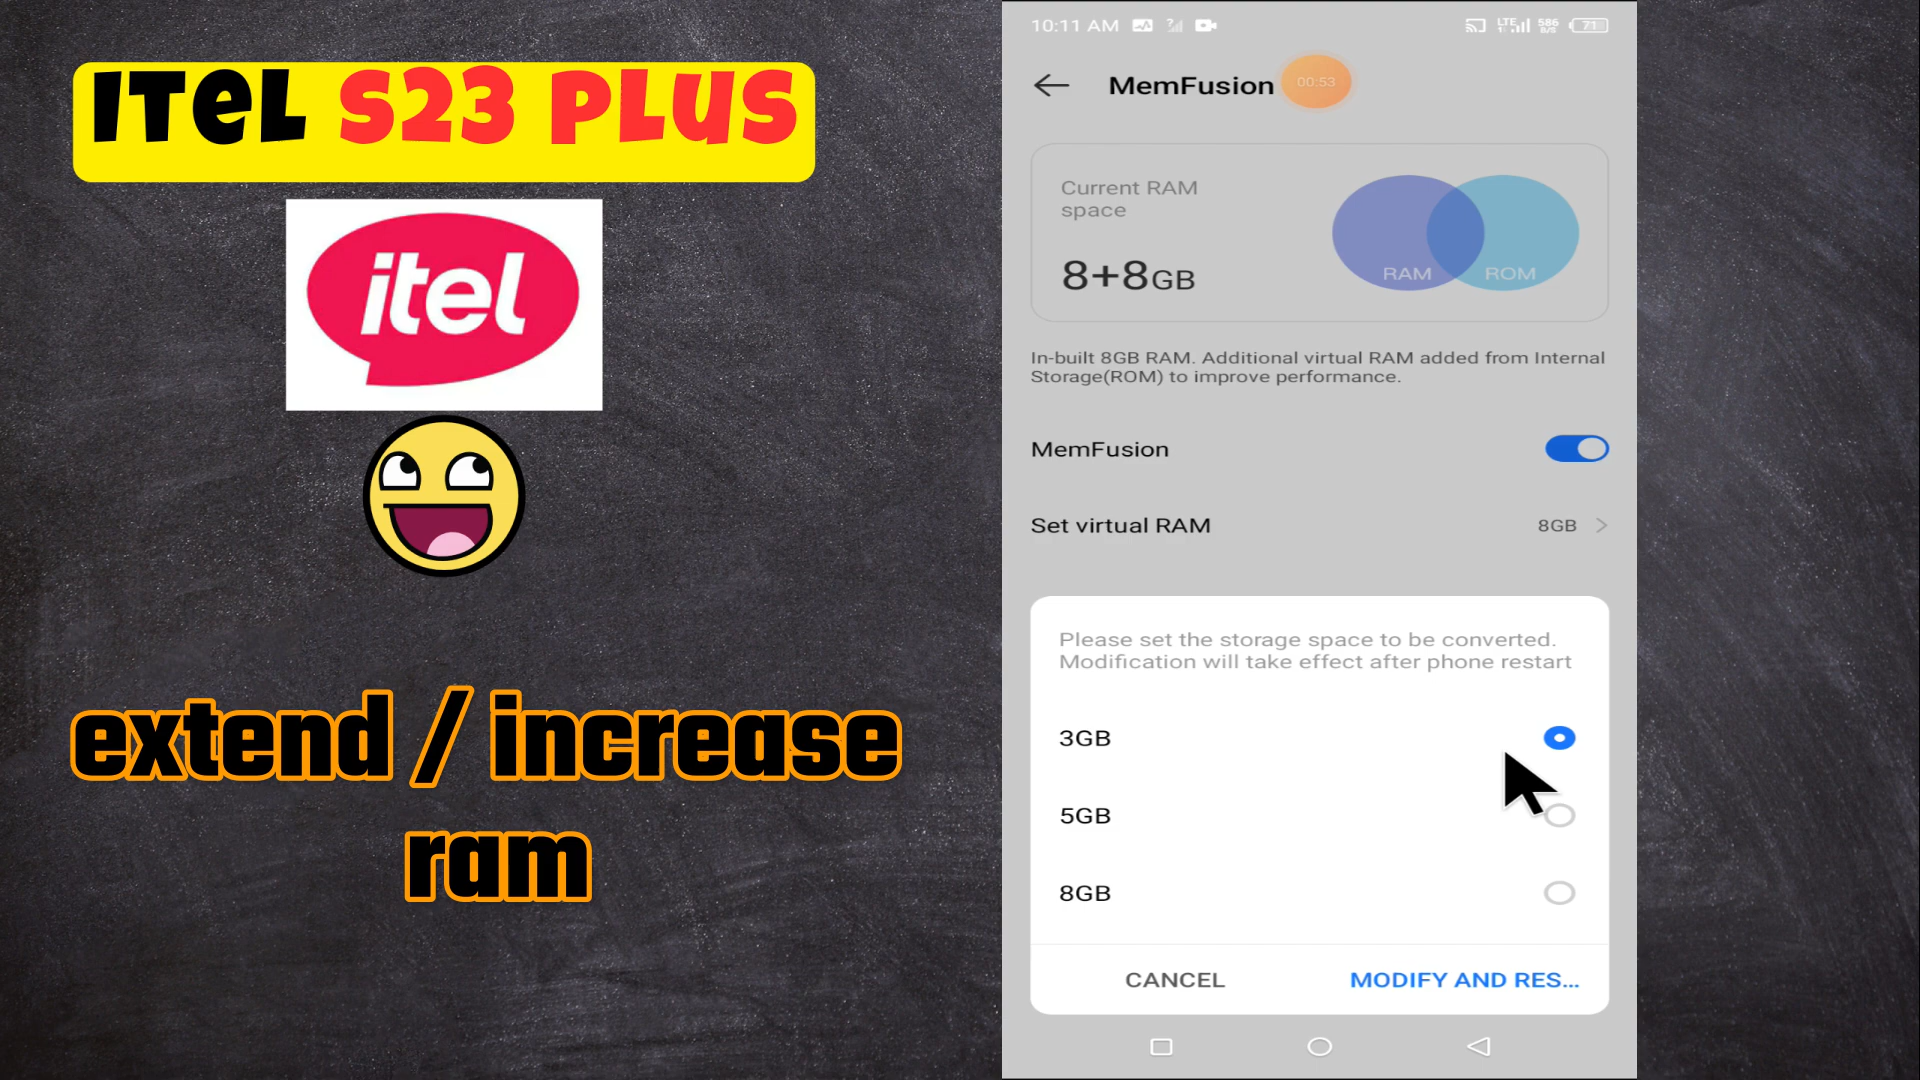 ITEL S23 PLUS
itel
extend / increase
ram
10:11 AM
LTE
586
B/S
71
MemFusion
00:53
Current RAM
space
8+8GB
RAM
ROM
In-built 8GB RAM. Additional virtual RAM added from Internal
Storage(ROM) to improve performance.
MemFusion
Set virtual RAM
8GB
Please set the storage space to be converted.
Modification will take effect after phone restart
3GB
5GB
8GB
CANCEL
MODIFY AND RES...